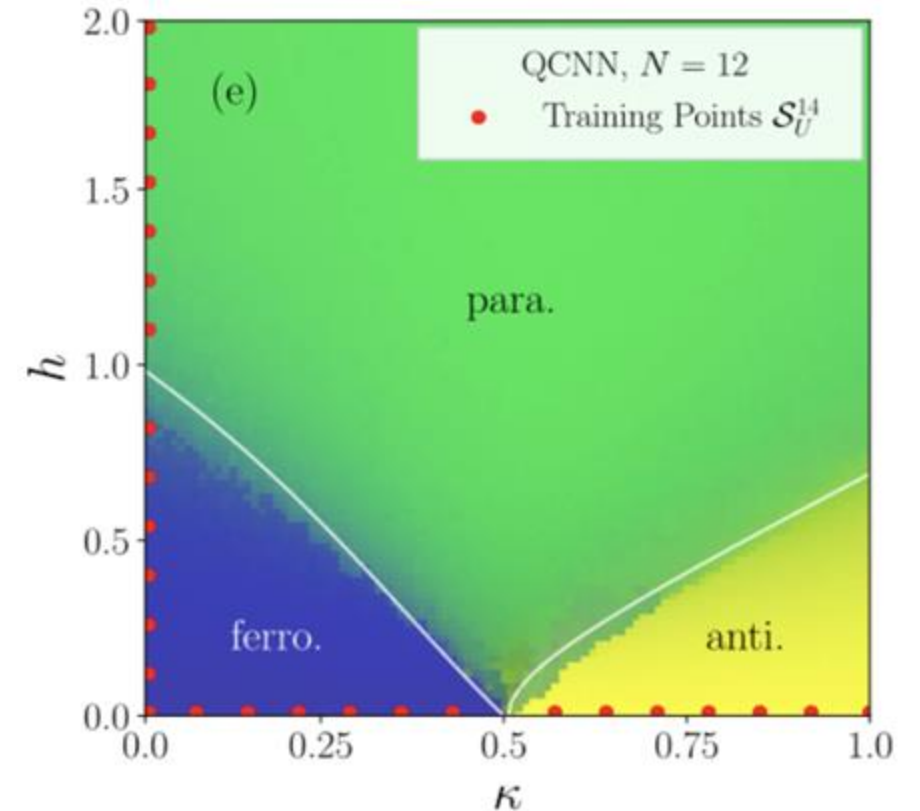 2.0
(e)
QCNN, N = 12
Training Points 𝒮_U^14
1.5
para.
h
1.0
0.5
ferro.
anti.
0.0
0.0 0.25 0.5 0.75 1.0
κ